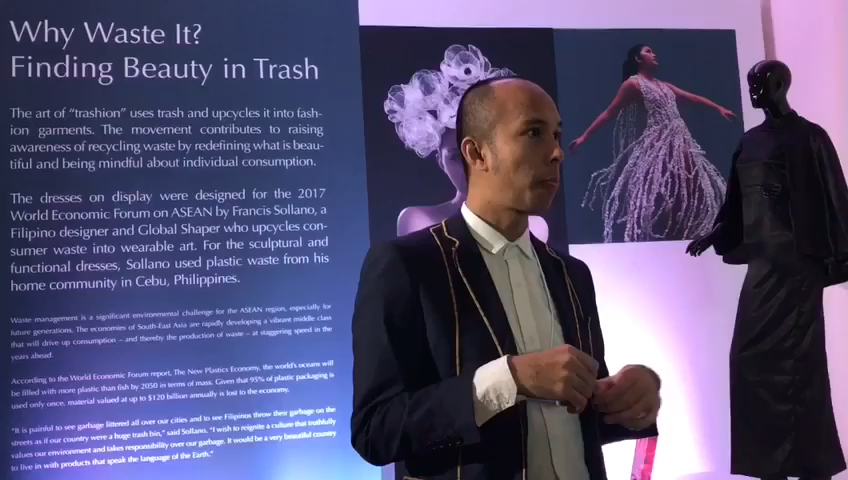 Why Waste It?
Finding Beauty in Trash
The art of "trashion" uses trash and upcycles it into fash-
ion garments. The movement contributes to raising
awareness of recycling waste by redefining what is beau-
tiful and being mindful about individual consumption.
The dresses on display were designed for the 2017
World Economic Forum on ASEAN by Francis Sollano, a
Filipino designer and Global Shaper who upcycles con-
sumer waste into wearable art. For the sculptural and
functional dresses, Sollano used plastic waste from his
home community in Cebu, Philippines.
Waste management is a significant environmental challenge for the ASEAN region, especially for
future generations. The economies of South-East Asia are rapidly developing a vibrant middle class
that will drive up consumption – and thereby the production of waste – at staggering speed in the
years ahead.
According to the World Economic Forum report, The New Plastics Economy, the world's oceans will
be filled with more plastic than fish by 2050 in terms of mass. Given that 95% of plastic packaging is
used only once, material valued at up to $120 billion annually is lost to the economy.
"It is painful to see garbage littered all over our cities and to see Filipinos throw their garbage on the
streets as if our country were a huge trash bin," said Sollano. "I wish to reignite a culture that truthfully
values our environment and takes responsibility over our garbage. It would be a very beautiful country
to live in with products that speak the language of the Earth."